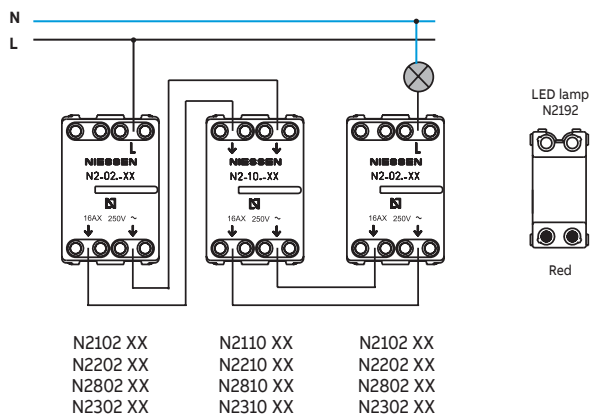 N
L
LED lamp
N2192
L
NIESSEN
N2-02.-XX
16AX 250V ~
NIESSEN
N2-10.-XX
16AX 250V ~
L
NIESSEN
N2-02.-XX
16AX 250V ~
Red
N2102 XX
N2202 XX
N2802 XX
N2302 XX
N2110 XX
N2210 XX
N2810 XX
N2310 XX
N2102 XX
N2202 XX
N2802 XX
N2302 XX